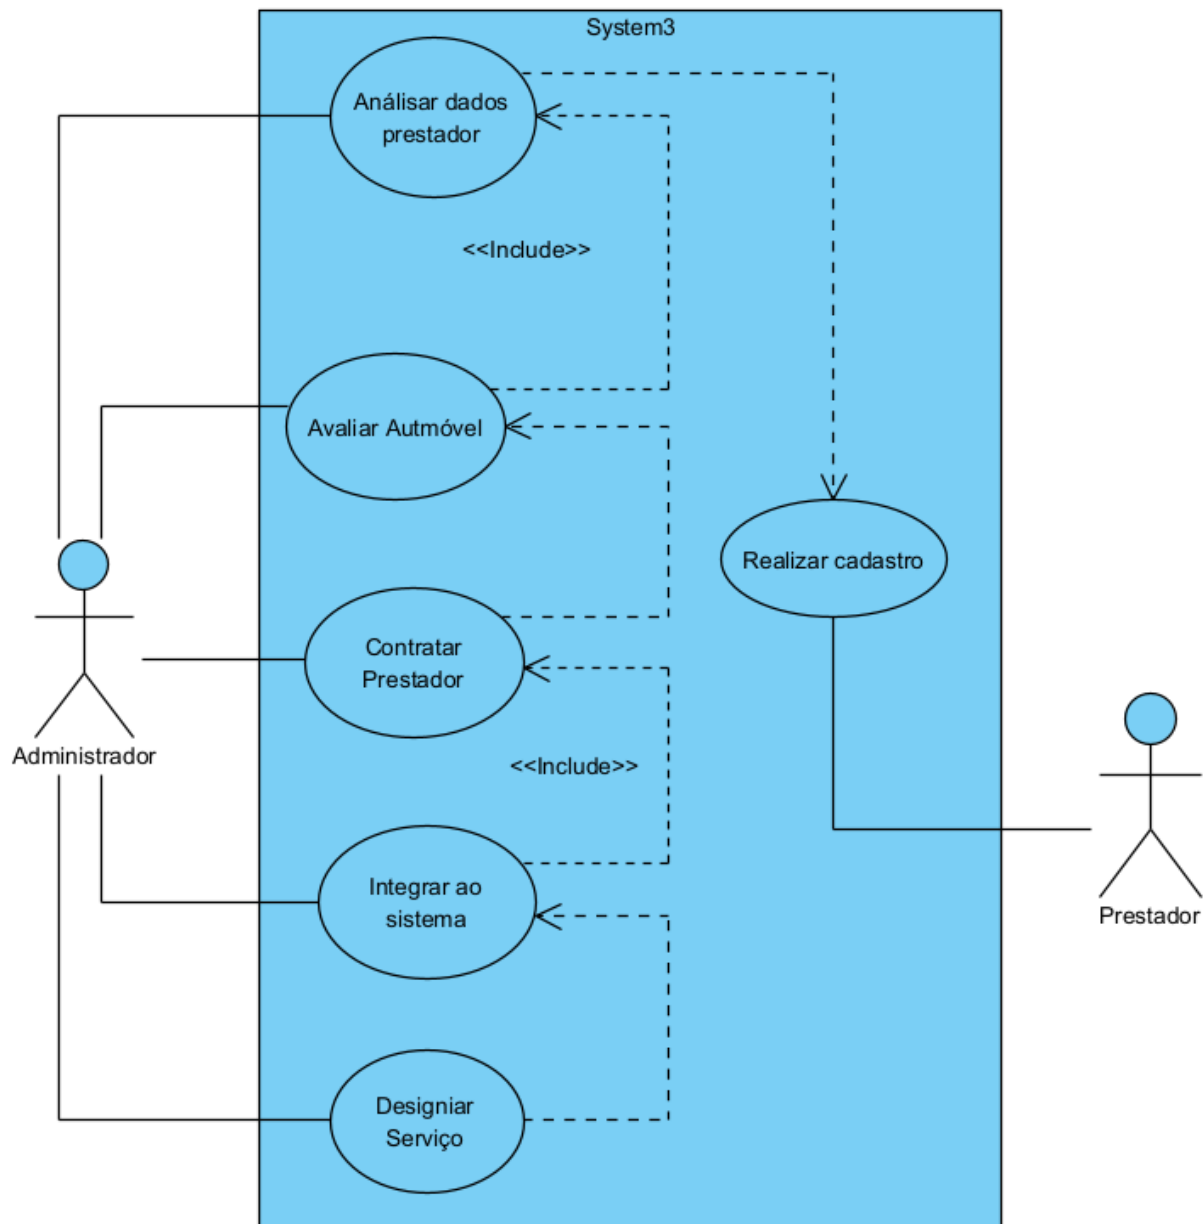 System3
Análisar dados
prestador
<<Include>>
Avaliar Autmóvel
Realizar cadastro
Contratar
Prestador
Administrador
<<Include>>
Integrar ao
sistema
Prestador
Designiar
Serviço